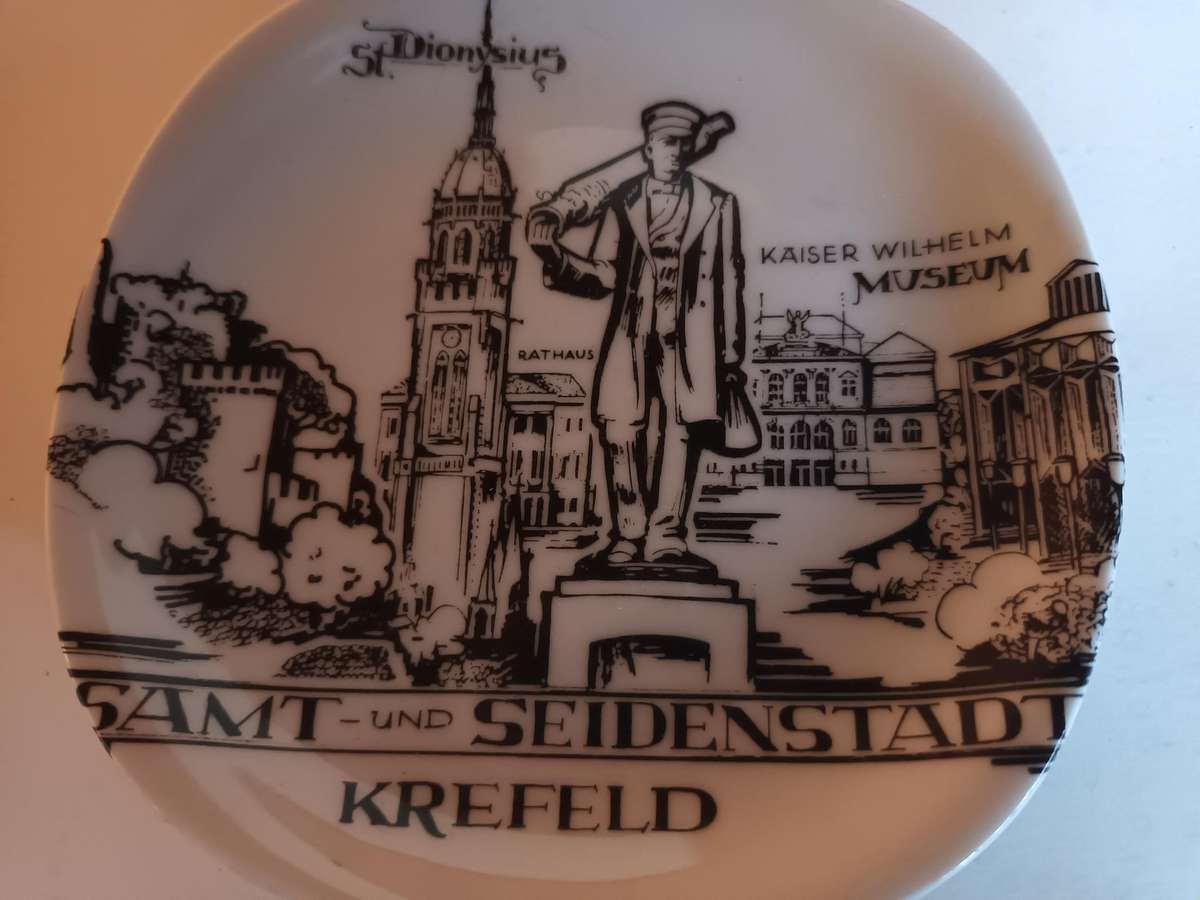 St. Dionysius
KAISER WILHELM
MUSEUM
RATHAUS
SAMT-UND SEIDENSTADT
KREFELD